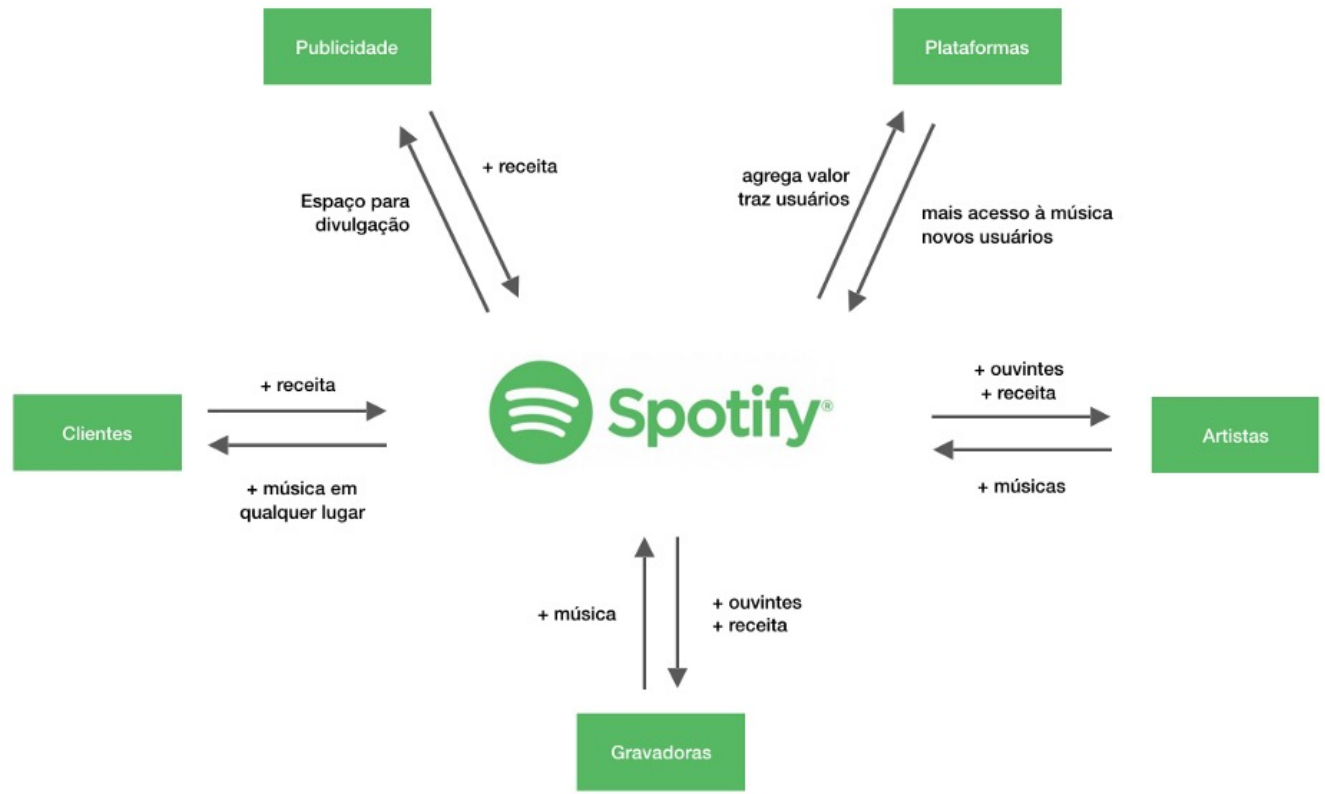 Publicidade
Plataformas
+ receita
Espaço para
divulgação
agrega valor
traz usuários
mais acesso à música
novos usuários
Clientes
+ receita
+ música em
qualquer lugar
Spotify®
+ ouvintes
+ receita
+ músicas
Artistas
+ música
+ ouvintes
+ receita
Gravadoras